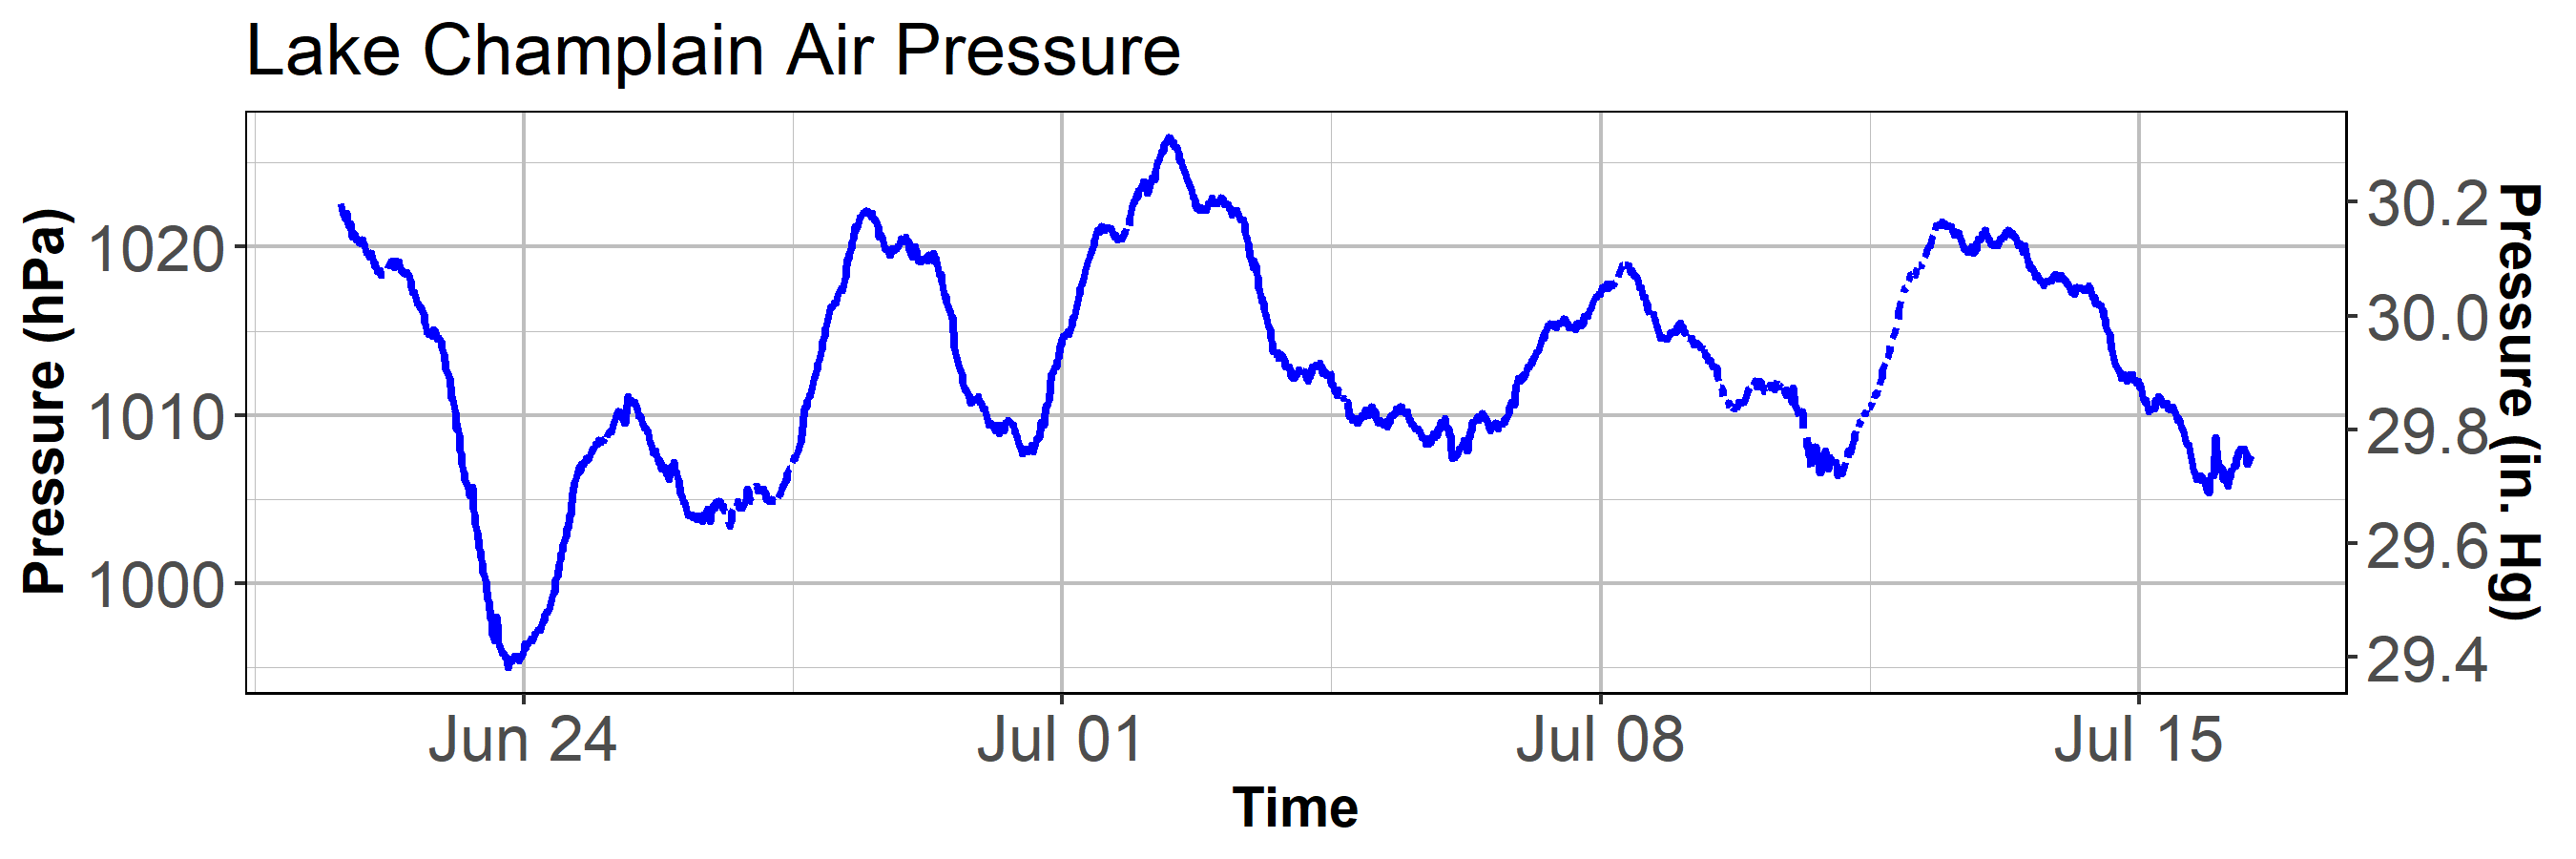 Lake Champlain Air Pressure
Pressure (hPa)
1020
1010
1000
30.2
30.0
29.8
29.6
29.4
Pressure (in. Hg)
Jun 24 Jul 01 Jul 08 Jul 15
Time